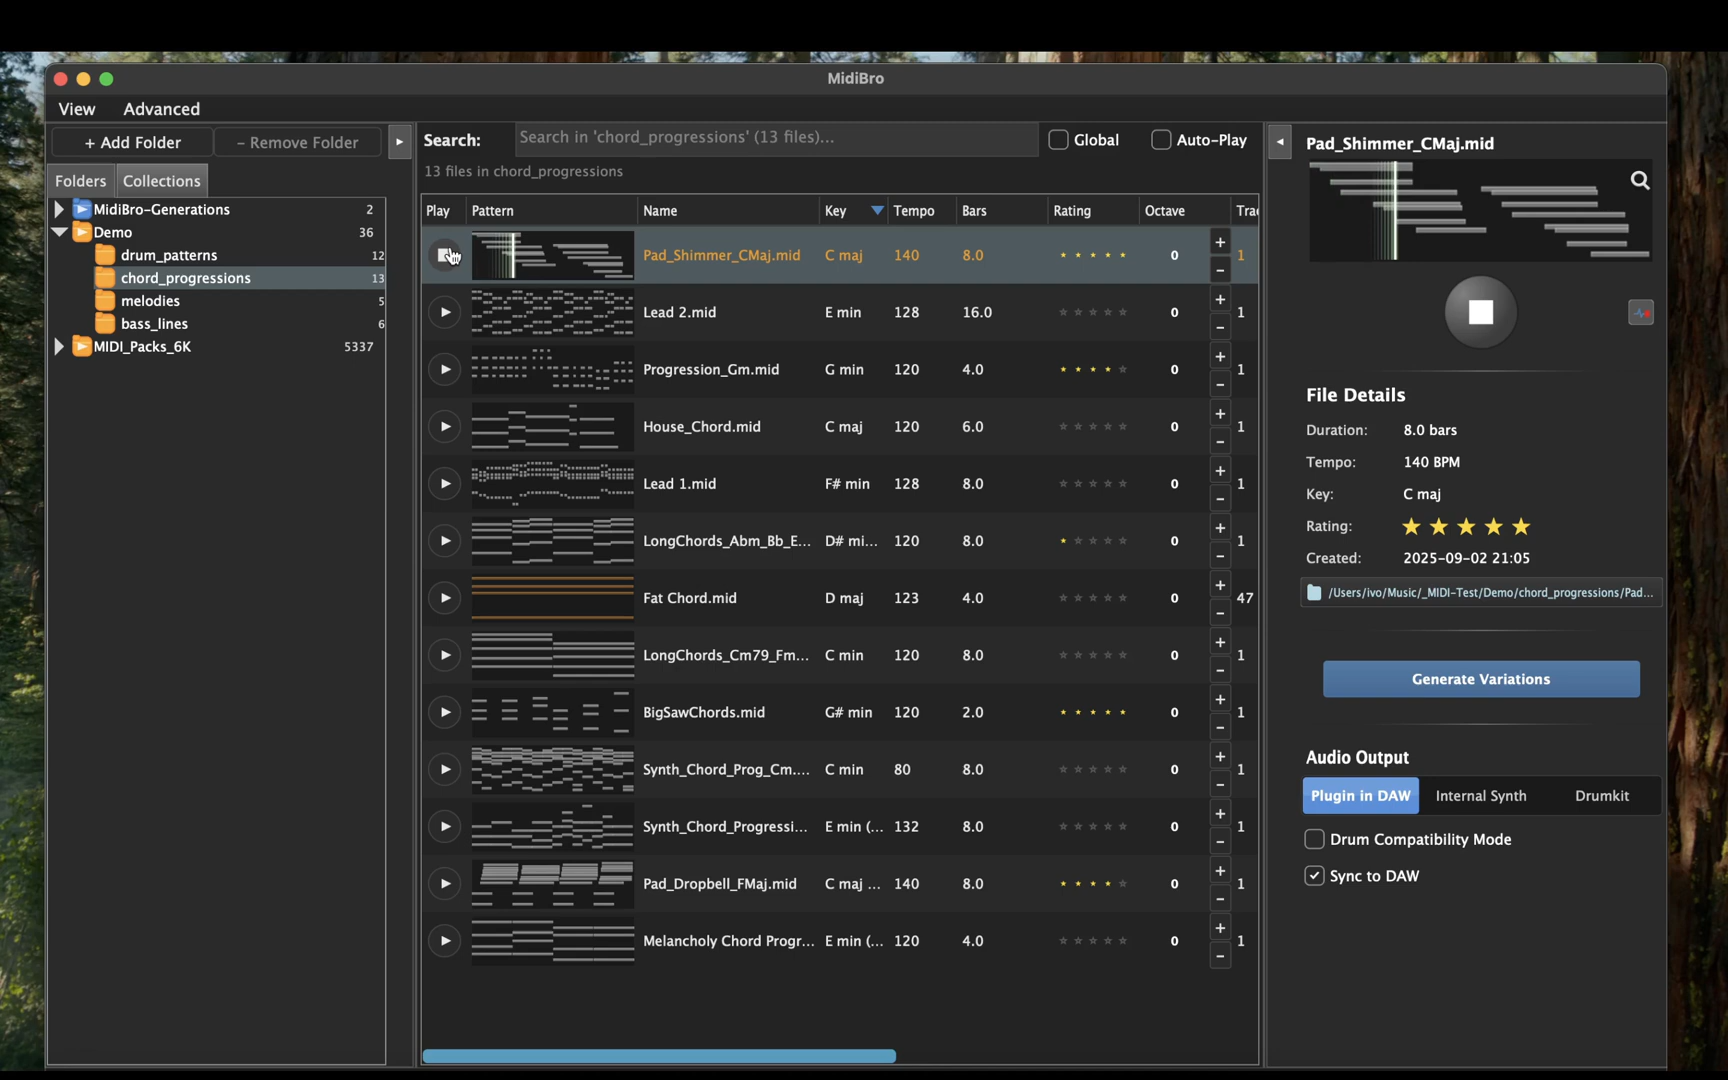 MidiBro
View Advanced
+ Add Folder - Remove Folder
Folders Collections
MidiBro-Generations 2
Demo 36
drum_patterns 12
chord_progressions 13
melodies 5
bass_lines 6
MIDI_Packs_6K 5337
Search: Search in 'chord_progressions' (13 files)... Global Auto-Play
13 files in chord_progressions
Play Pattern Name Key Tempo Bars Rating Octave Trac
Pad_Shimmer_CMaj.mid C maj 140 8.0 0 + - 1
Lead 2.mid E min 128 16.0 0 + - 1
Progression_Gm.mid G min 120 4.0 0 + - 1
House_Chord.mid C maj 120 6.0 0 + - 1
Lead 1.mid F# min 128 8.0 0 + - 1
LongChords_Abm_Bb_E... D# mi... 120 8.0 0 + - 1
Fat Chord.mid D maj 123 4.0 0 + - 47
LongChords_Cm79_Fm... C min 120 8.0 0 + - 1
BigSawChords.mid G# min 120 2.0 0 + - 1
Synth_Chord_Prog_Cm.... C min 80 8.0 0 + - 1
Synth_Chord_Progressi... E min (... 132 8.0 0 + - 1
Pad_Dropbell_FMaj.mid C maj ... 140 8.0 0 + - 1
Melancholy Chord Progr... E min (... 120 4.0 0 + - 1
Pad_Shimmer_CMaj.mid
File Details
Duration: 8.0 bars
Tempo: 140 BPM
Key: C maj
Rating:
Created: 2025-09-02 21:05
/Users/ivo/Music/_MIDI-Test/Demo/chord_progressions/Pad...
Generate Variations
Audio Output
Plugin in DAW Internal Synth Drumkit
Drum Compatibility Mode
Sync to DAW